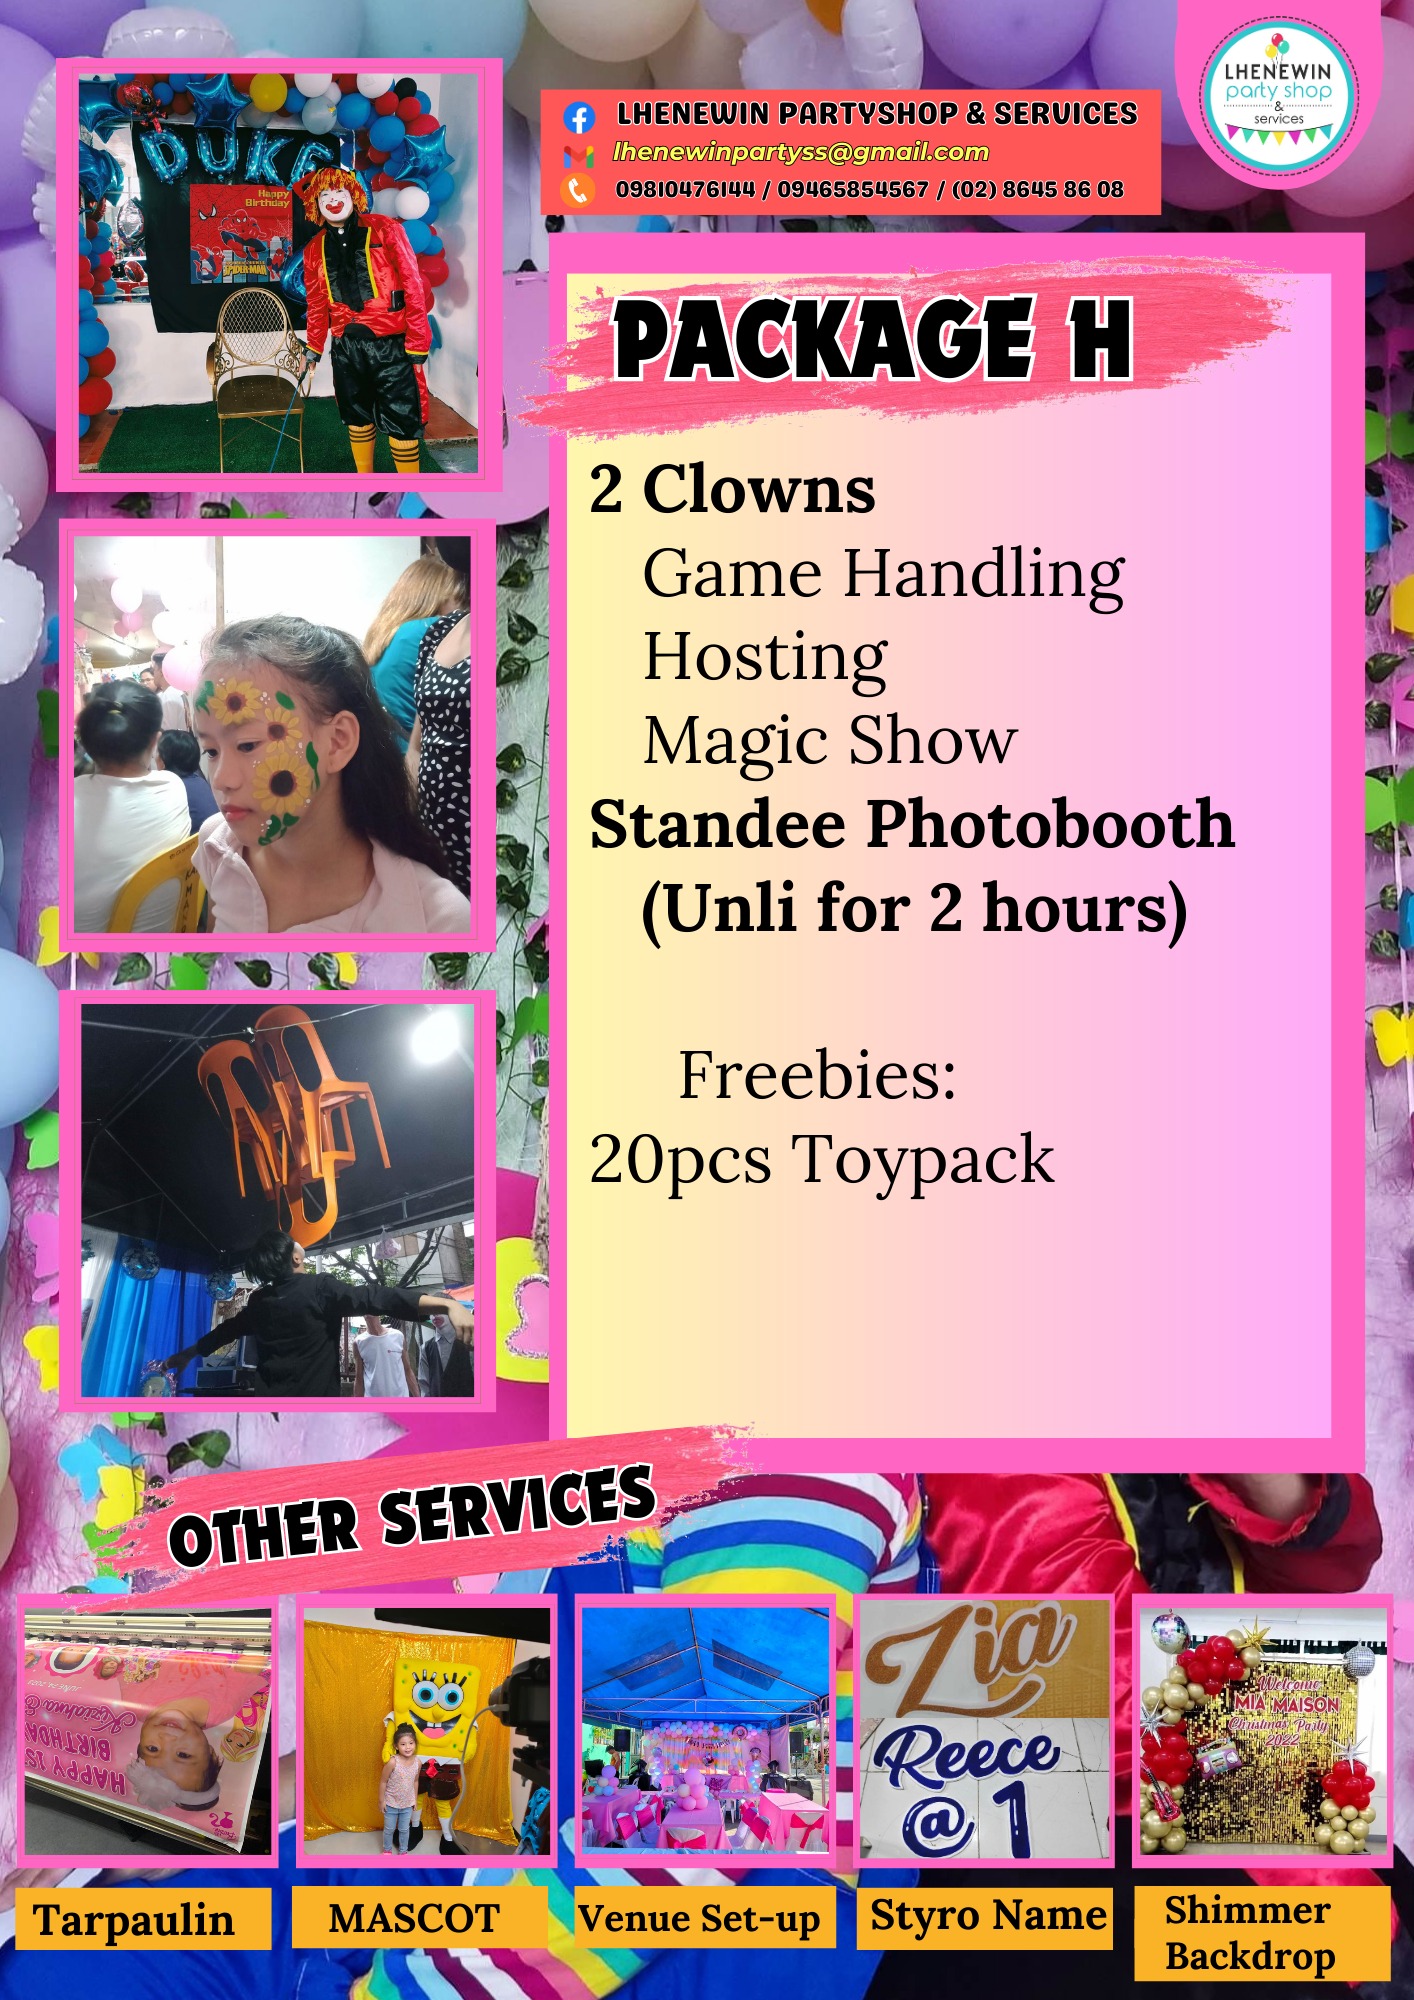 LHENEWIN
party shop
&
services
LHENEWIN PARTYSHOP & SERVICES
lhenewinpartyss@gmail.com
09810476144 / 09465854567 / (02) 8645 86 08
DUKE
Happy
Birthday
SPIDER-MAN
PACKAGE H
2 Clowns
Game Handling
Hosting
Magic Show
Standee Photobooth
(Unli for 2 hours)
Freebies:
20pcs Toypack
OTHER SERVICES
HAPPY 1ST
BIRTHDAY
Zia
Reece
@ 1
Welcome
MIA MAISON
Christmas Party
2022
Tarpaulin
MASCOT
Venue Set-up
Styro Name
Shimmer
Backdrop